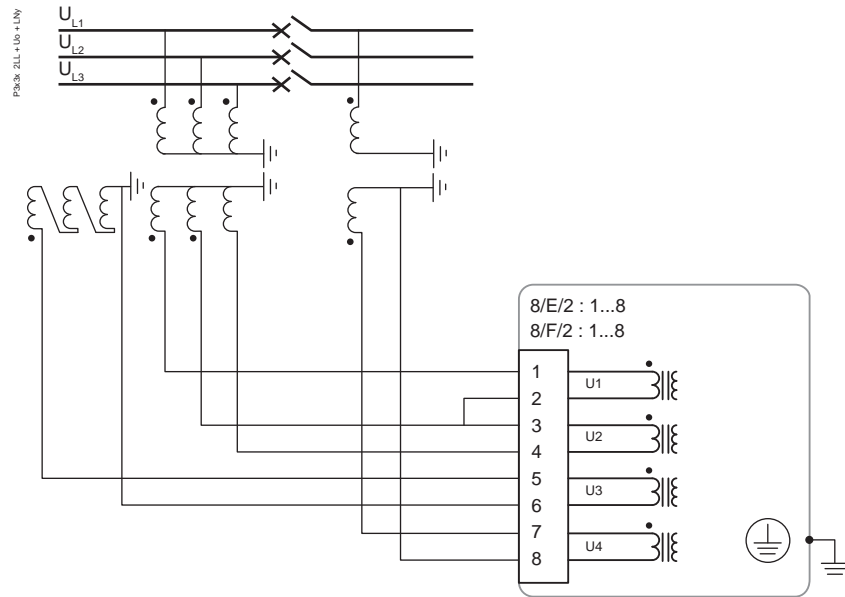 P3x3x 2LL + Uo + LNy
UL1
UL2
UL3
8/E/2 : 1...8
8/F/2 : 1...8
1
2
3
4
5
6
7
8
U1
U2
U3
U4